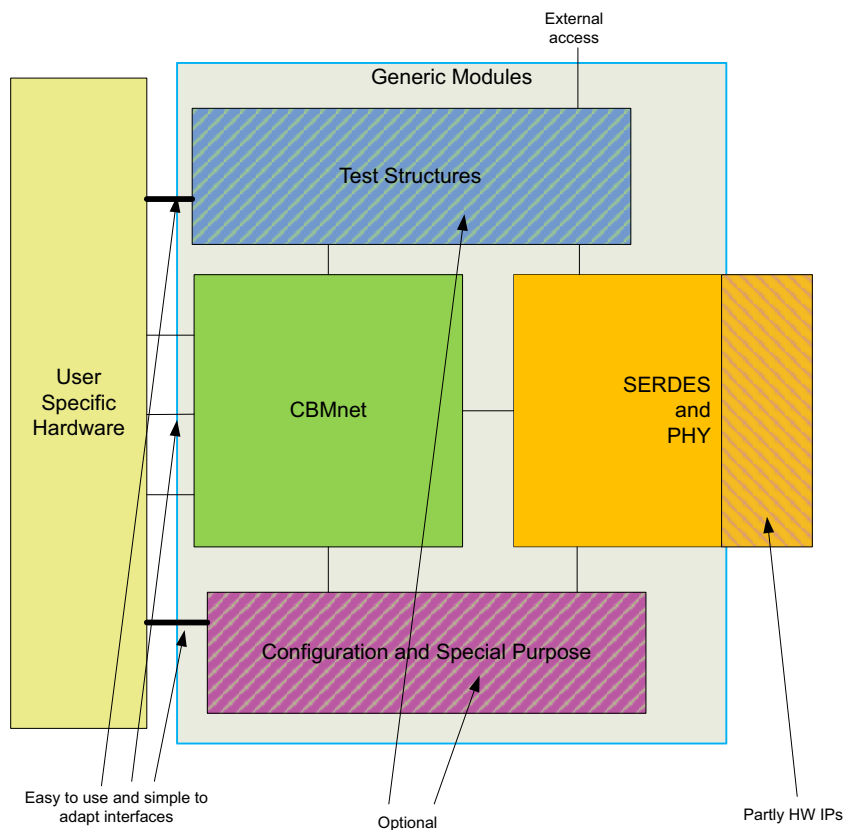 External
access
Generic Modules
Test Structures
User
Specific
Hardware
CBMnet
SERDES
and
PHY
Configuration and Special Purpose
Easy to use and simple to
adapt interfaces
Optional
Partly HW IPs